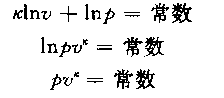 κlnv + lnp = 常数
lnpv^κ = 常数
pv^κ = 常数